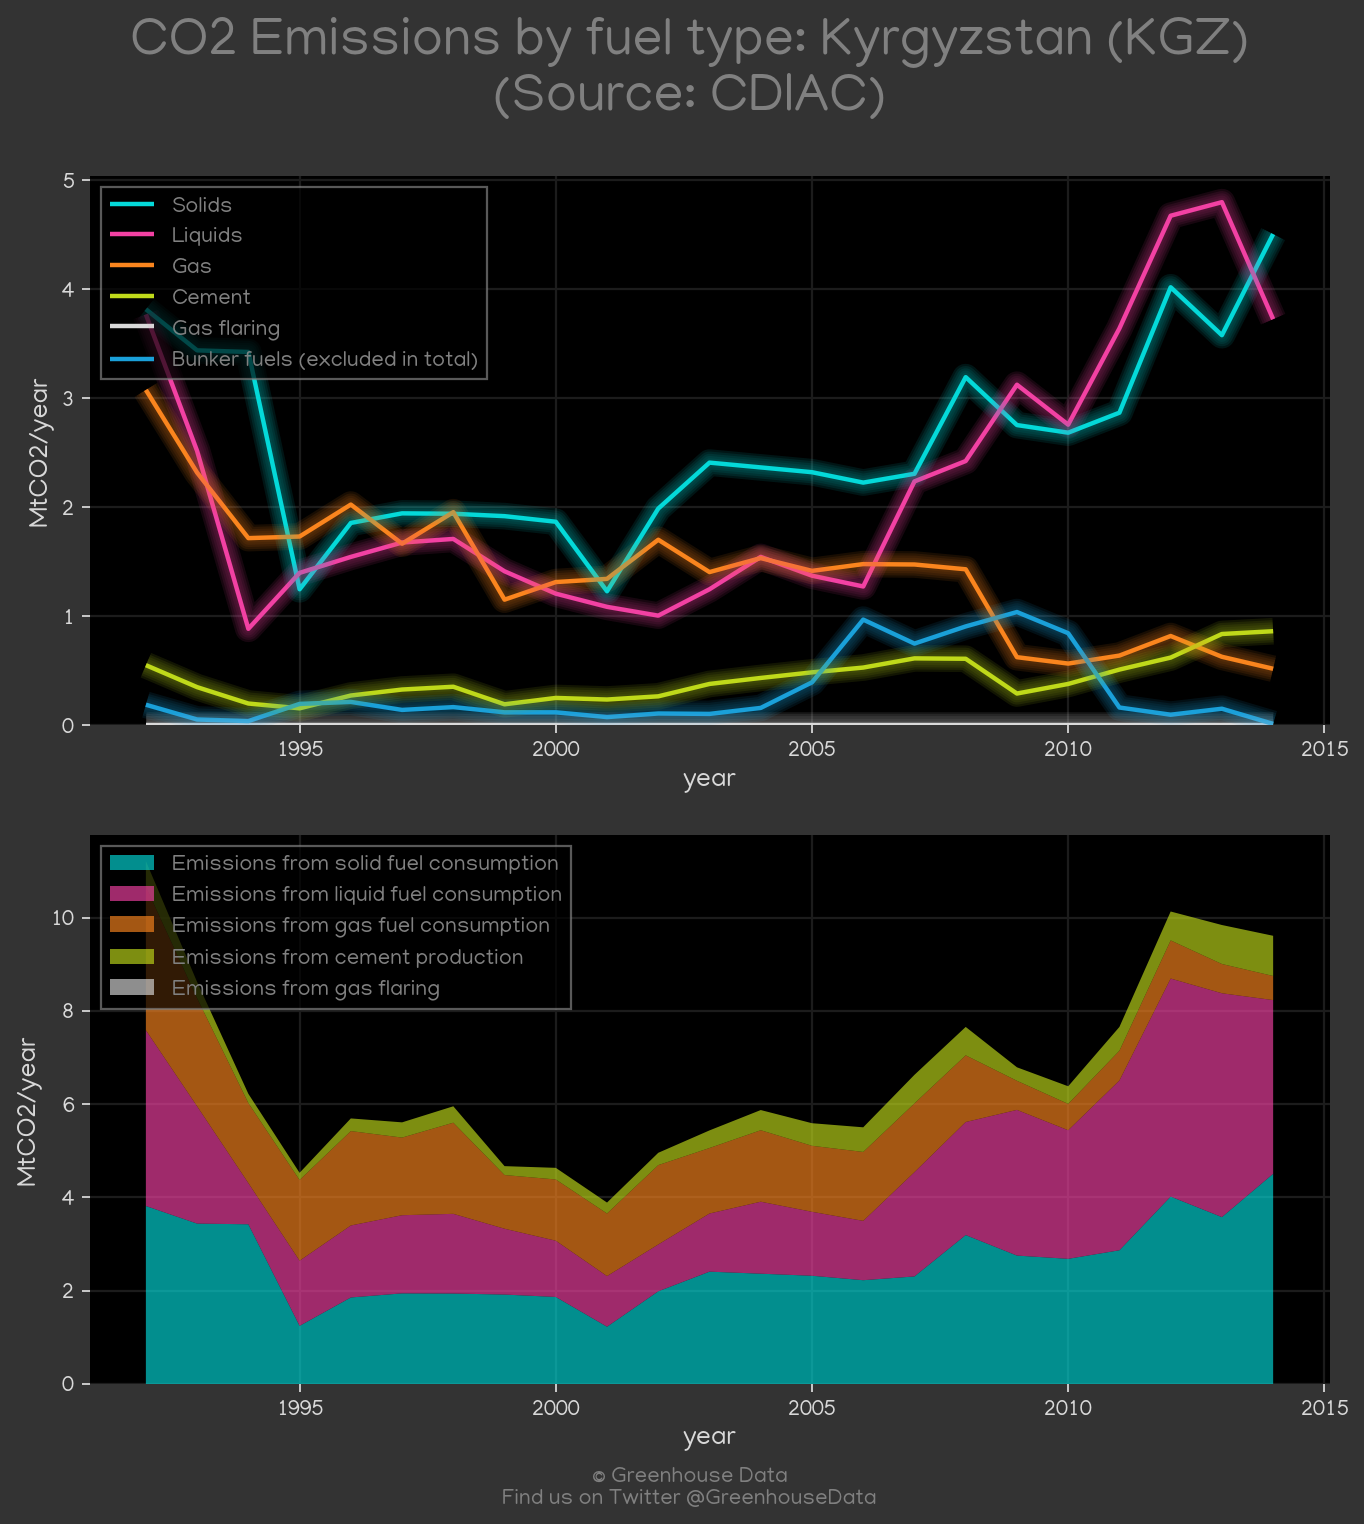 CO2 Emissions by fuel type: Kyrgyzstan (KGZ)
(Source: CDIAC)
5
4
3
2
1
0
MtCO2/year
Solids
Liquids
Gas
Cement
Gas flaring
Bunker fuels (excluded in total)
1995
2000
2005
2010
2015
year
10
8
6
4
2
0
MtCO2/year
Emissions from solid fuel consumption
Emissions from liquid fuel consumption
Emissions from gas fuel consumption
Emissions from cement production
Emissions from gas flaring
1995
2000
2005
2010
2015
year
© Greenhouse Data
Find us on Twitter @GreenhouseData